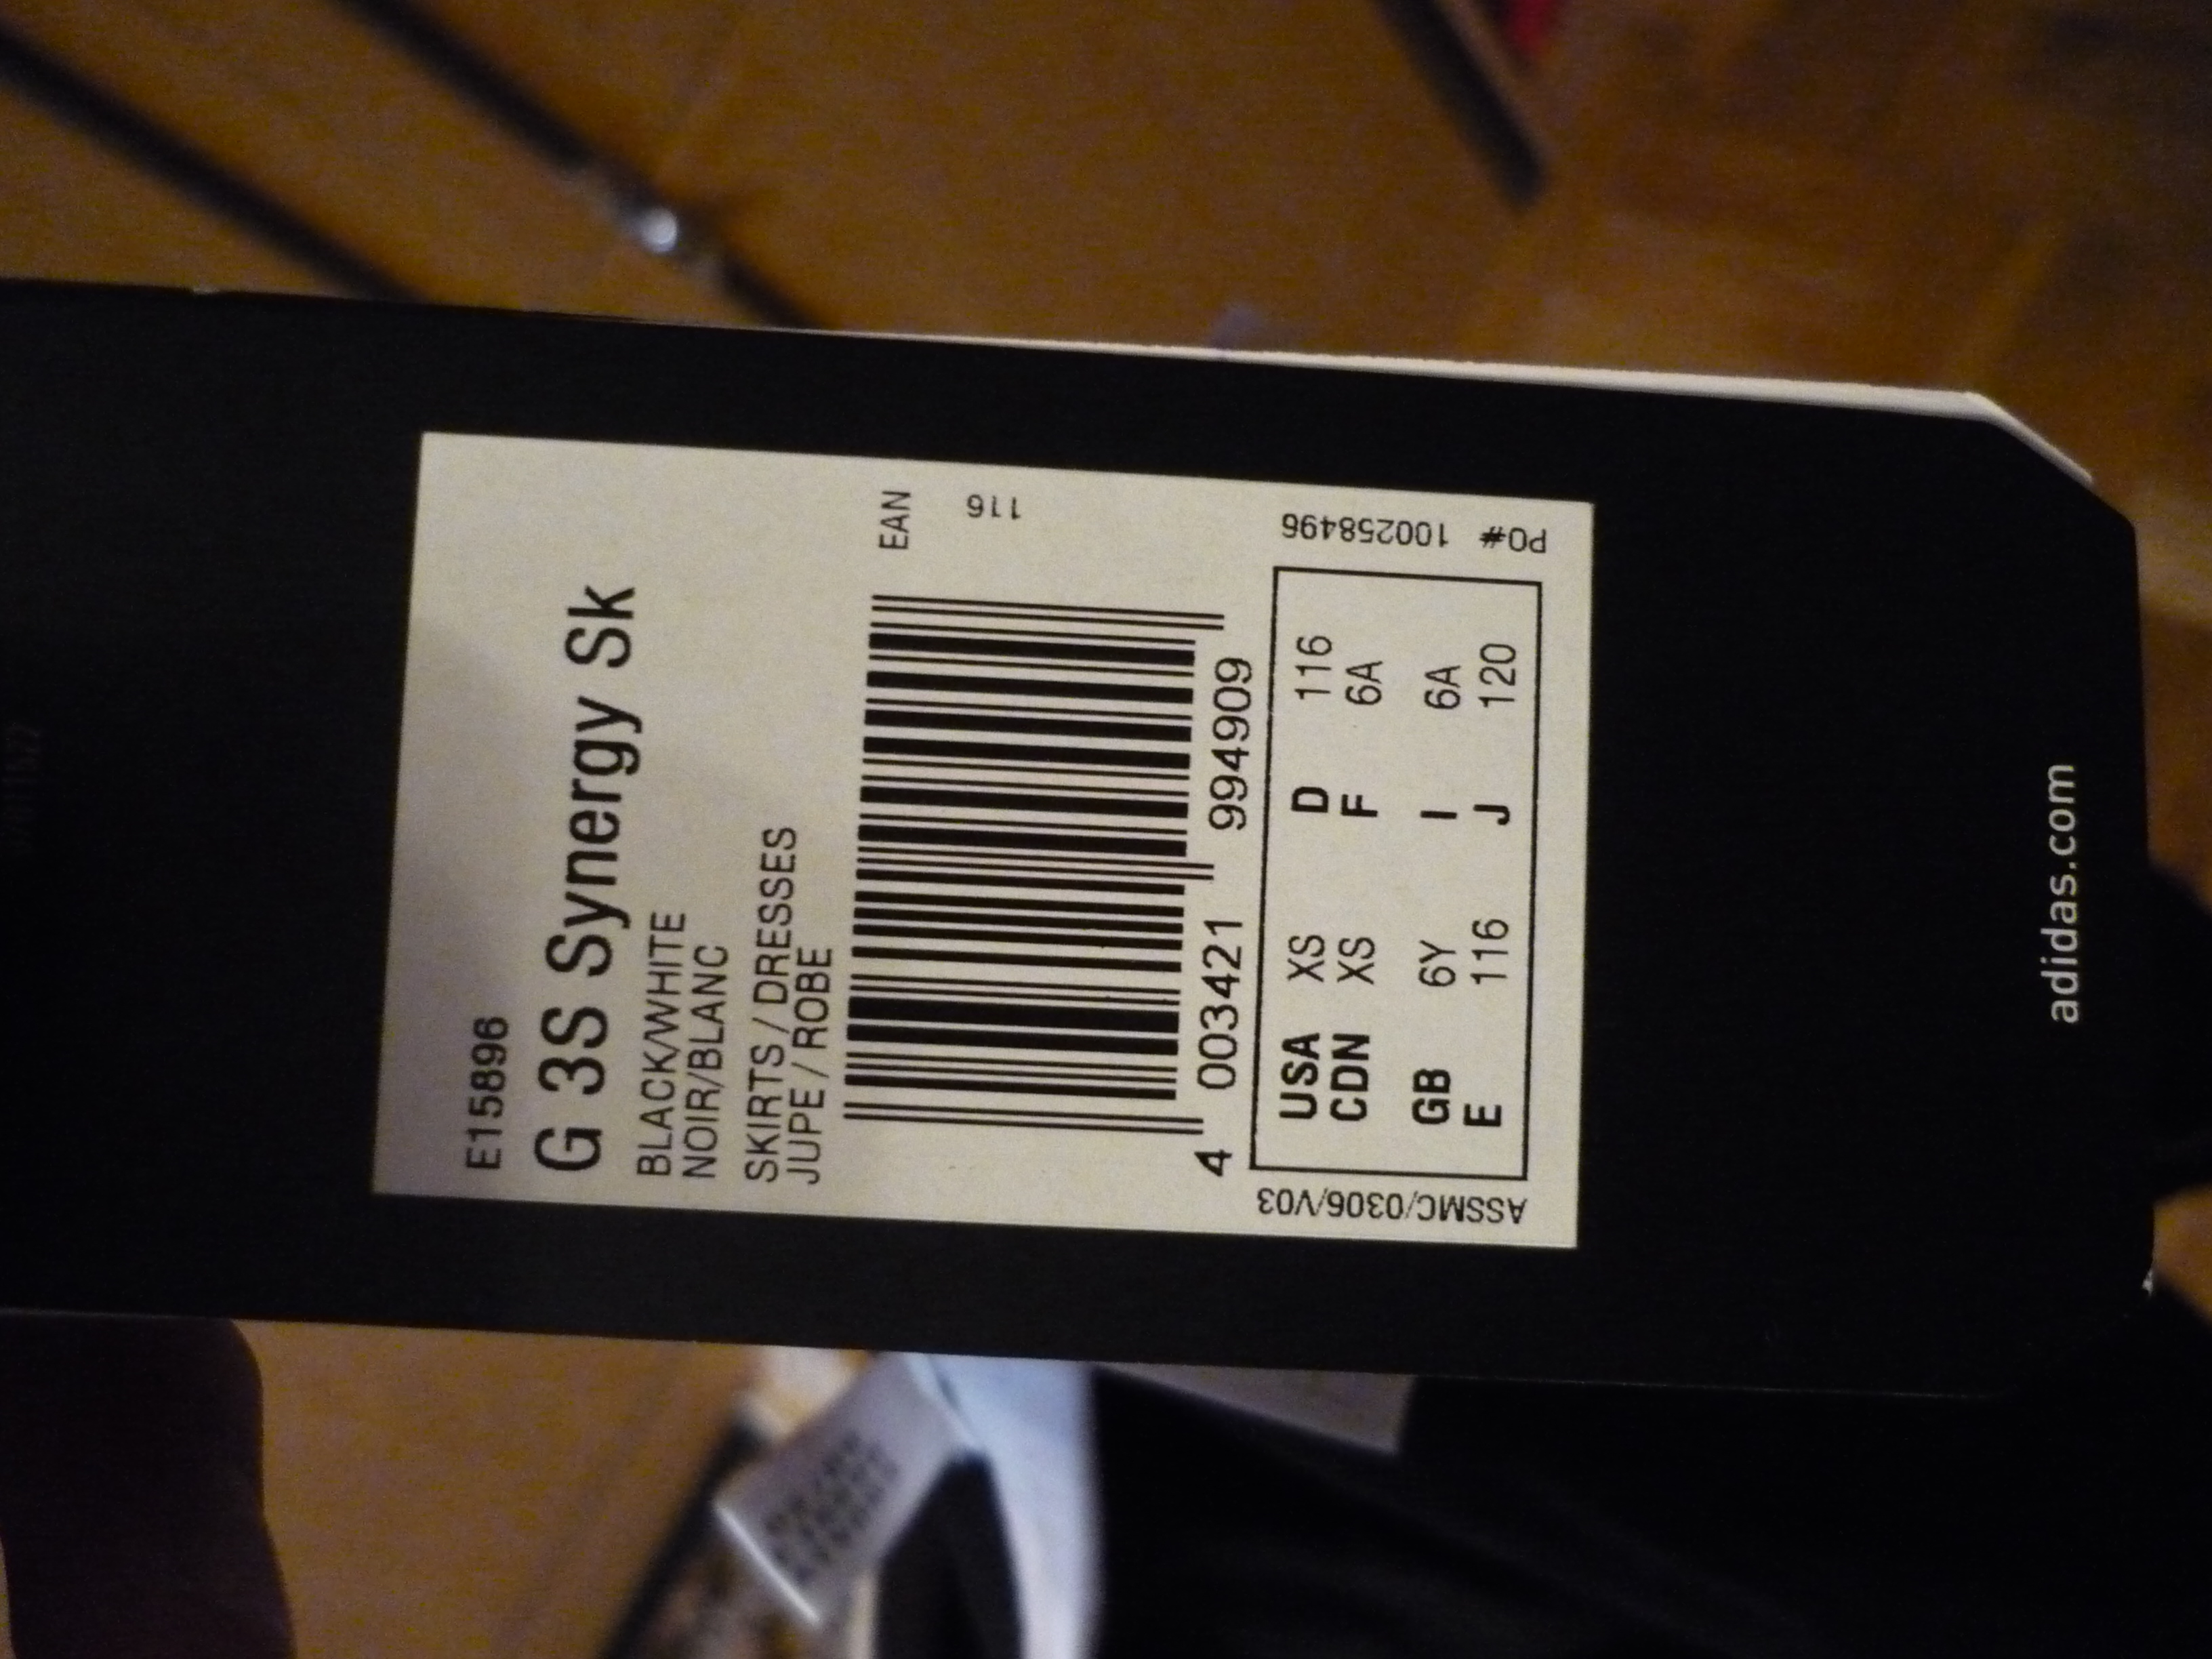 E15896
G 3S Synergy Sk
BLACK/WHITE
NOIR/BLANC
SKIRTS / DRESSES
JUPE / ROBE
EAN
116
4 003421 994909
USA XS D 116
CDN XS F 6A
GB 6Y I 6A
E 116 J 120
ASSMC/0306/V03
PO# 100258496
adidas.com